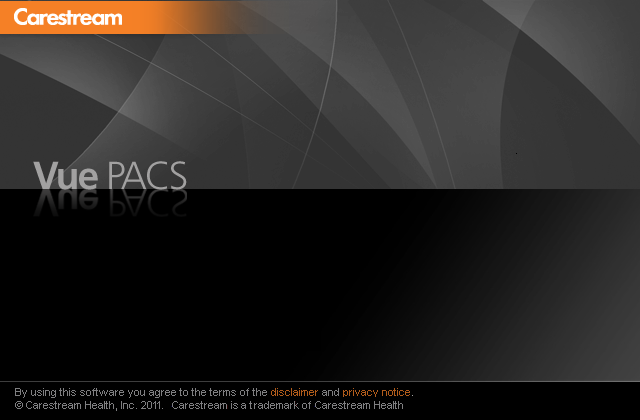 Carestream
Vue PACS
By using this software you agree to the terms of the disclaimer and privacy notice.
© Carestream Health, Inc. 2011. Carestream is a trademark of Carestream Health